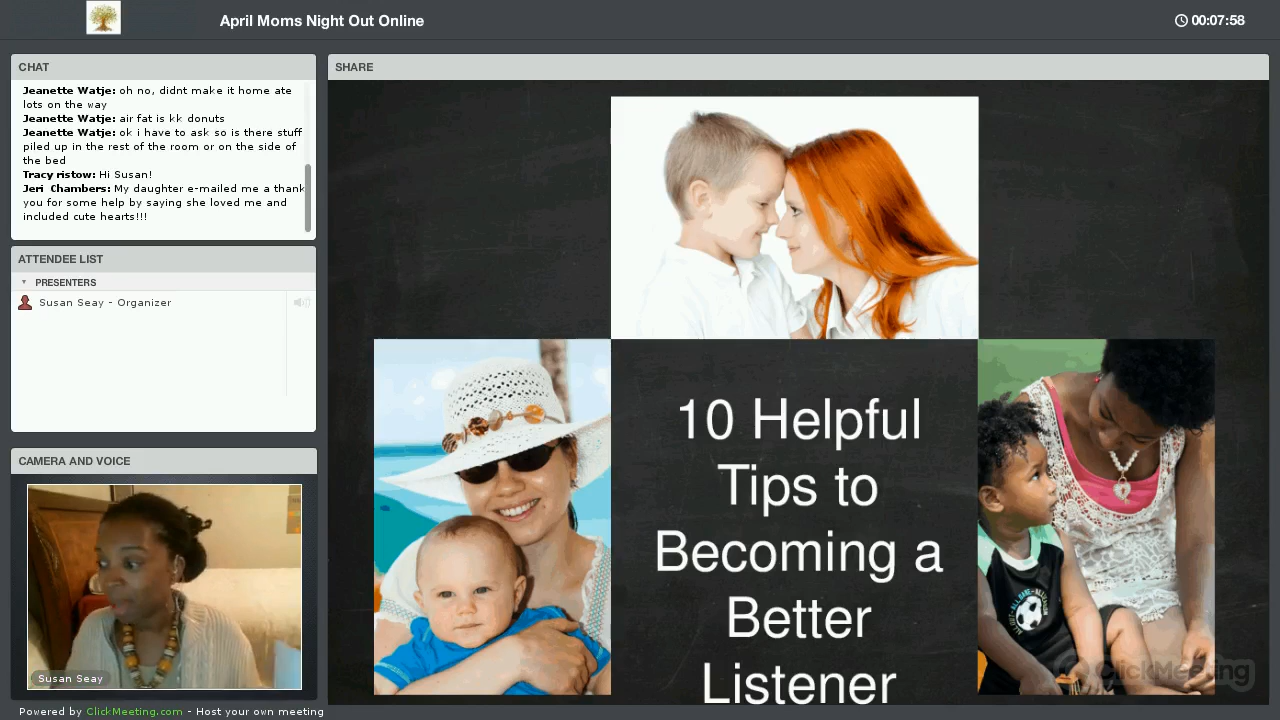 April Moms Night Out Online
00:07:58
CHAT
Jeanette Watje: oh no, didnt make it home ate
lots on the way
Jeanette Watje: air fat is kk donuts
Jeanette Watje: ok i have to ask so is there stuff
piled up in the rest of the room or on the side of
the bed
Tracy ristow: Hi Susan!
Jeri Chambers: My daughter e-mailed me a thank
you for some help by saying she loved me and
included cute hearts!!!
ATTENDEE LIST
PRESENTERS
Susan Seay - Organizer
CAMERA AND VOICE
Susan Seay
Powered by ClickMeeting.com - Host your own meeting
SHARE
10 Helpful
Tips to
Becoming a
Better
Listener
ClickMeeting